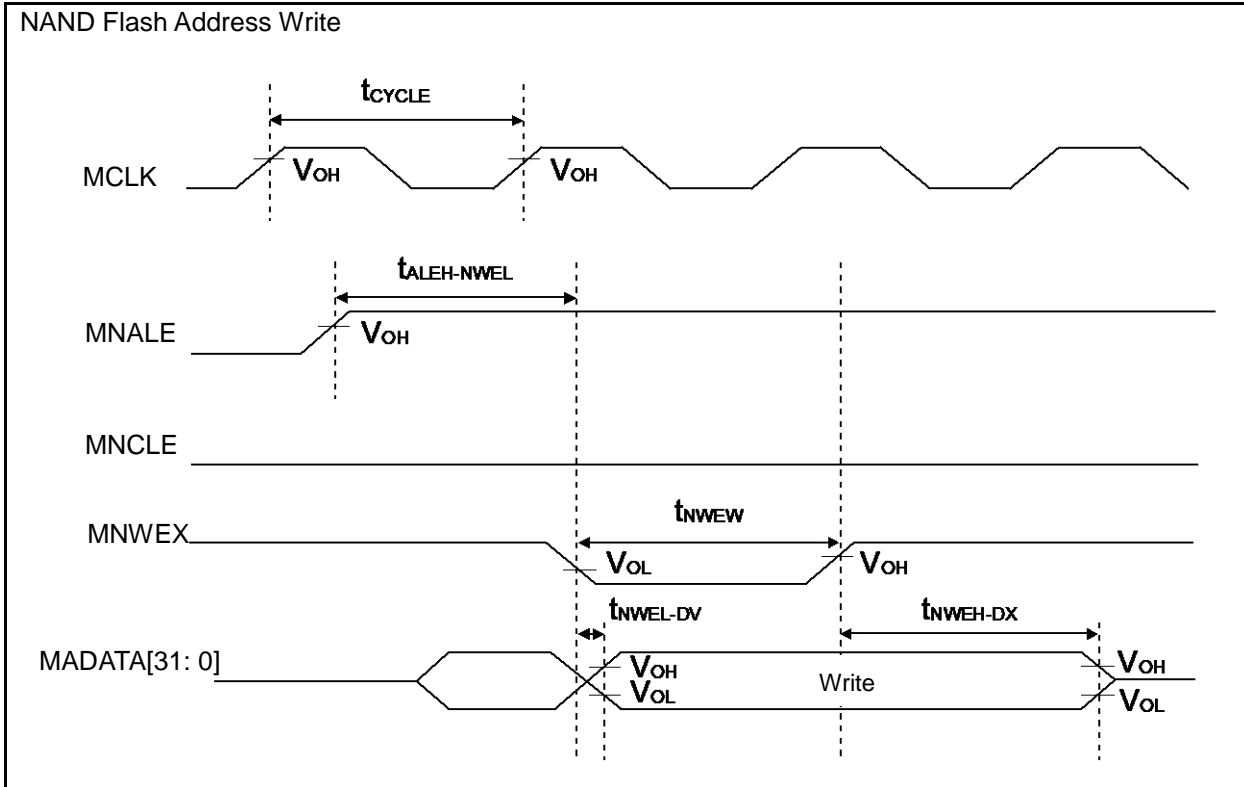 NAND Flash Address Write
tCYCLE
MCLK
VOH
VOH
tALEH-NWEL
MNALE
VOH
MNCLE
tNWEW
MNWEX
VOL
VOH
tNWEL-DV
tNWEH-DX
MADATA[31: 0]
VOH
Write
VOH
VOL
VOL